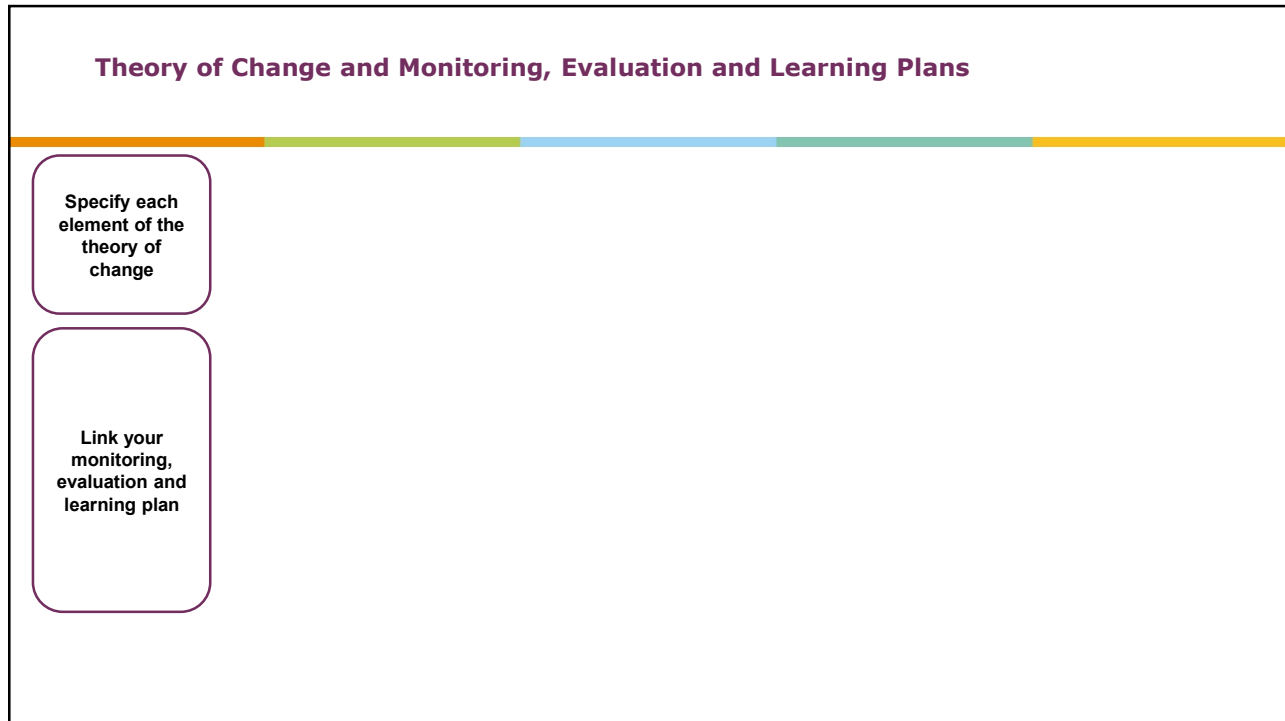 Theory of Change and Monitoring, Evaluation and Learning Plans
Specify each
element of the
theory of
change
Link your
monitoring,
evaluation and
learning plan